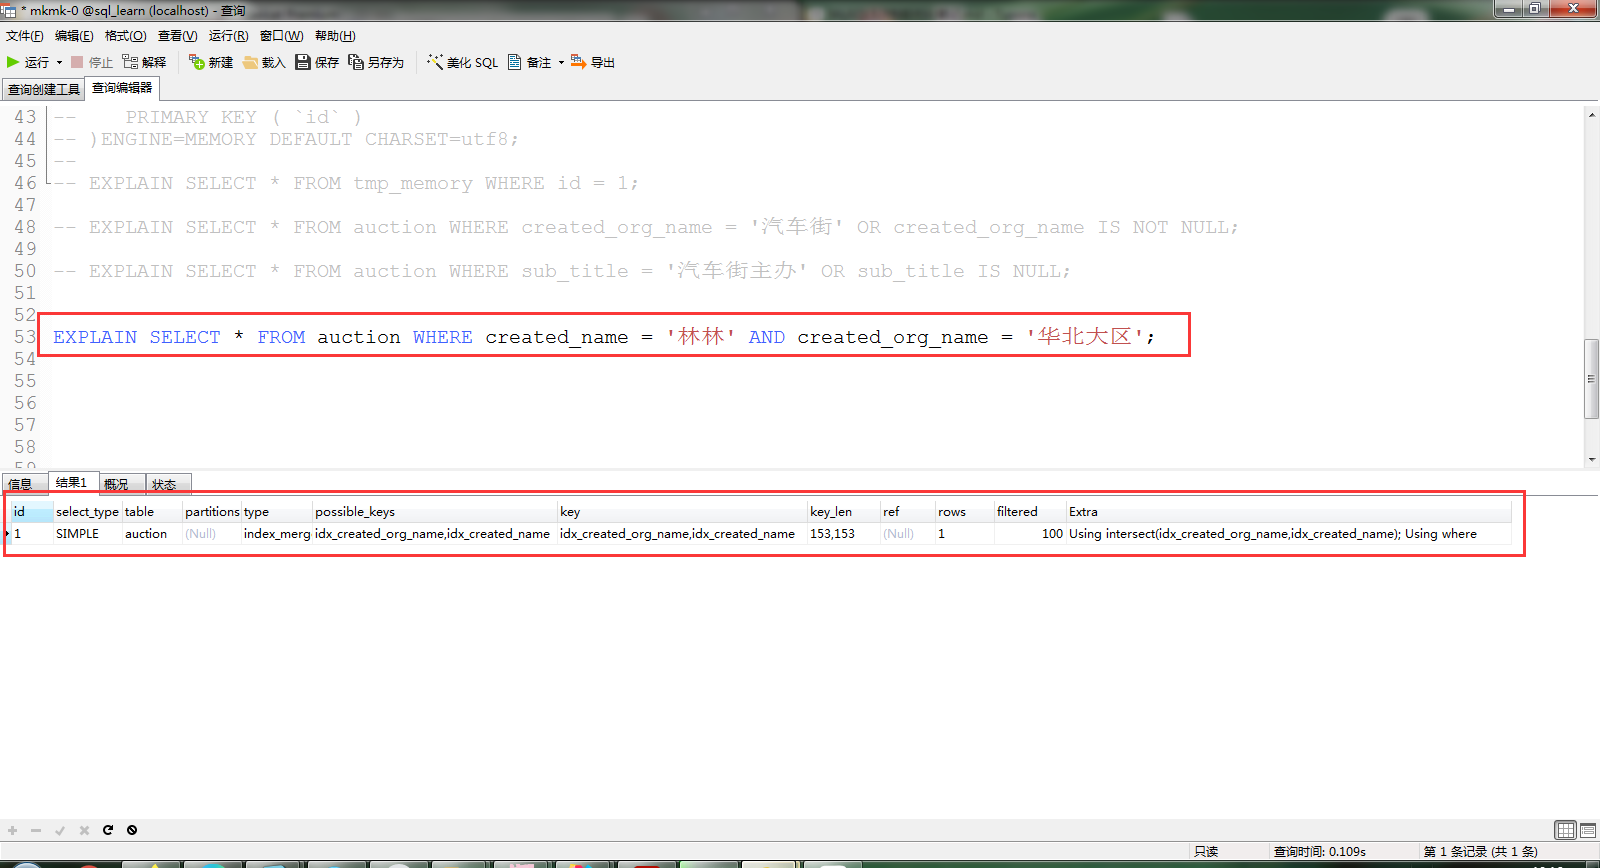 * mkmk-0 @sql_learn (localhost) - 查询
文件(F) 编辑(E) 格式(O) 查看(V) 运行(R) 窗口(W) 帮助(H)
运行 停止 解释 新建 载入 保存 另存为 美化 SQL 备注 导出
查询创建工具 查询编辑器
43 -- PRIMARY KEY ( `id` )
44 -- )ENGINE=MEMORY DEFAULT CHARSET=utf8;
45 --
46 -- EXPLAIN SELECT * FROM tmp_memory WHERE id = 1;
47
48 -- EXPLAIN SELECT * FROM auction WHERE created_org_name = '汽车街' OR created_org_name IS NOT NULL;
49
50 -- EXPLAIN SELECT * FROM auction WHERE sub_title = '汽车街主办' OR sub_title IS NULL;
51
52
53 EXPLAIN SELECT * FROM auction WHERE created_name = '林林' AND created_org_name = '华北大区';
54
55
56
57
58
59
信息 结果1 概况 状态
id select_type table partitions type possible_keys key key_len ref rows filtered Extra
1 SIMPLE auction (Null) index_merg idx_created_org_name,idx_created_name idx_created_org_name,idx_created_name 153,153 (Null) 1 100 Using intersect(idx_created_org_name,idx_created_name); Using where
只读 查询时间: 0.109s 第 1 条记录 (共 1 条)